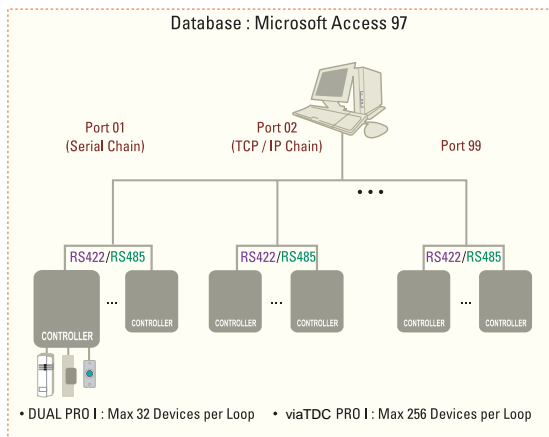 Database : Microsoft Access 97
Port 01
(Serial Chain)
Port 02
(TCP / IP Chain)
Port 99
...
RS422/RS485
RS422/RS485
RS422/RS485
...
...
...
CONTROLLER
CONTROLLER
CONTROLLER
CONTROLLER
CONTROLLER
CONTROLLER
• DUAL PRO I : Max 32 Devices per Loop • viaTDC PRO I : Max 256 Devices per Loop